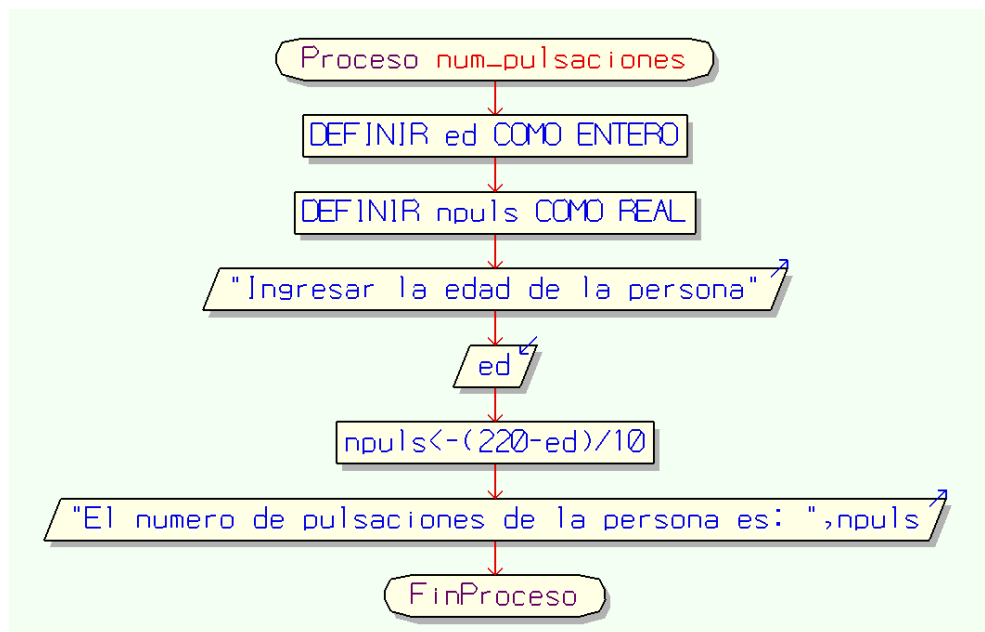 Proceso num_pulsaciones
DEFINIR ed COMO ENTERO
DEFINIR npuls COMO REAL
"Ingresar la edad de la persona"
ed
npuls<-(220-ed)/10
"El numero de pulsaciones de la persona es: ",npuls
FinProceso